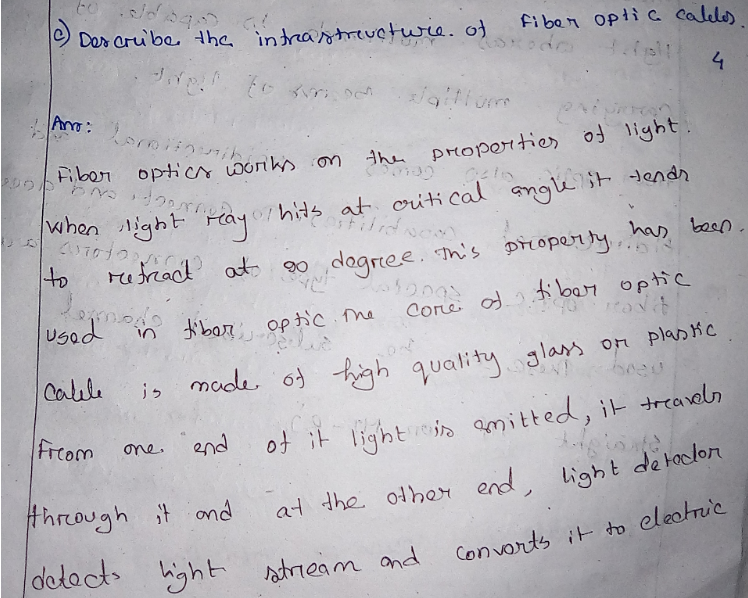 c) Describe the infrastructure of fiber optic cables.
4
Ans:
Fiber optics works on the properties of light.
when light ray hits at critical angle it tends
to refract at 90 degree. This property has been
used in fiber optic. The core of fiber optic
cable is made of high quality glass or plastic.
From one end of it light is emitted, it travels
through it and at the other end, light detector
detects light stream and converts it to electric